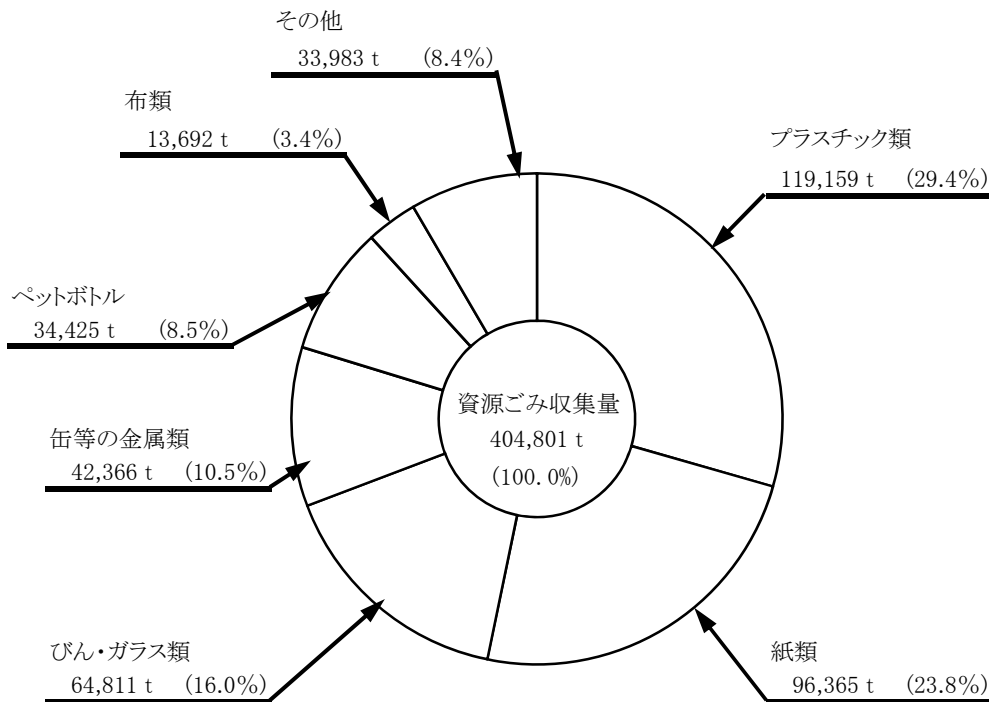 その他
33,983 t (8.4%)
布類
13,692 t (3.4%)
プラスチック類
119,159 t (29.4%)
ペットボトル
34,425 t (8.5%)
資源ごみ収集量
404,801 t
(100.0%)
缶等の金属類
42,366 t (10.5%)
びん・ガラス類
64,811 t (16.0%)
紙類
96,365 t (23.8%)